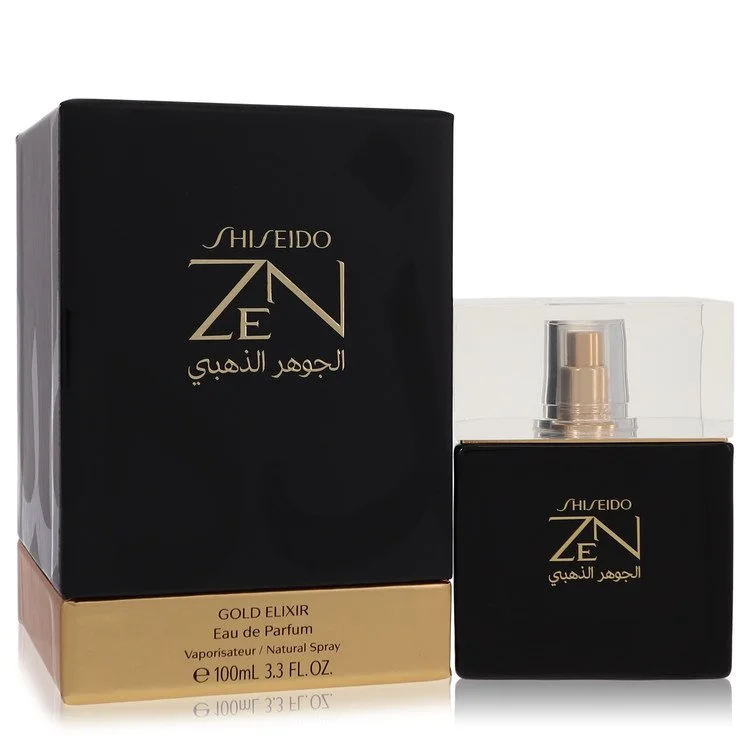 SHISEIDO
ZEN
الجوهر الذهبي
GOLD ELIXIR
Eau de Parfum
Vaporisateur / Natural Spray
℮ 100mL 3.3 FL.OZ.
SHISEIDO
ZEN
الجوهر الذهبي